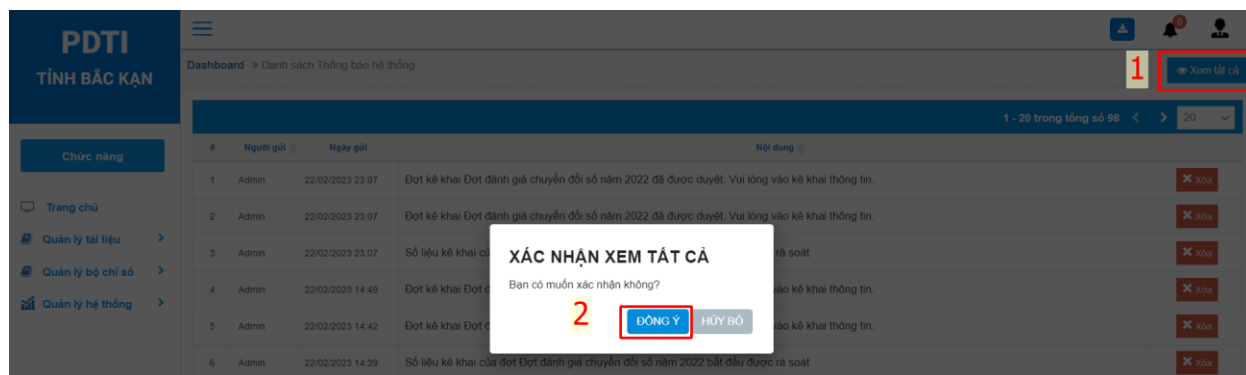 PDTI
TỈNH BẮC KẠN
0
Dashboard » Danh sách Thông báo hệ thống
1
Xem tất cả
1 - 20 trong tổng số 98 20
Chức năng
# Người gửi Ngày gửi Nội dung
1 Admin 22/02/2023 23:07 Đợt kê khai Đợt đánh giá chuyển đổi số năm 2022 đã được duyệt. Vui lòng vào kê khai thông tin. Xóa
Trang chủ
2 Admin 22/02/2023 23:07 Đợt kê khai Đợt đánh giá chuyển đổi số năm 2022 đã được duyệt. Vui lòng vào kê khai thông tin. Xóa
Quản lý tài liệu
3 Admin 22/02/2023 23:07 Số liệu kê khai rà soát Xóa
Quản lý bộ chỉ số
4 Admin 22/02/2023 14:49 Đợt kê khai Đợt vào kê khai thông tin. Xóa
Quản lý hệ thống
5 Admin 22/02/2023 14:42 Đợt kê khai Đợt vào kê khai thông tin. Xóa
6 Admin 22/02/2023 14:39 Số liệu kê khai của đợt Đợt đánh giá chuyển đổi số năm 2022 bắt đầu được rà soát Xóa
XÁC NHẬN XEM TẤT CẢ
Bạn có muốn xác nhận không?
2
ĐỒNG Ý HỦY BỎ